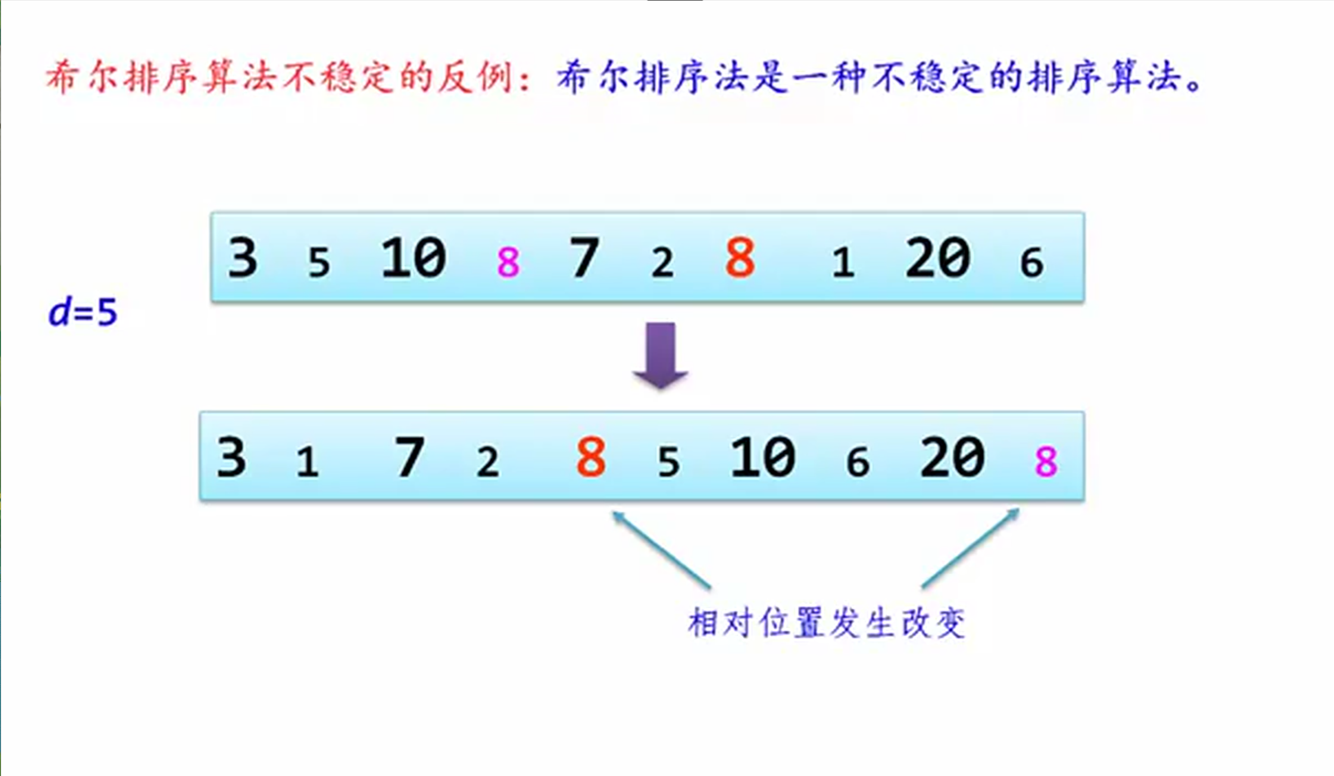 希尔排序算法不稳定的反例：希尔排序法是一种不稳定的排序算法。
3 5 10 8 7 2 8 1 20 6
d=5
3 1 7 2 8 5 10 6 20 8
相对位置发生改变